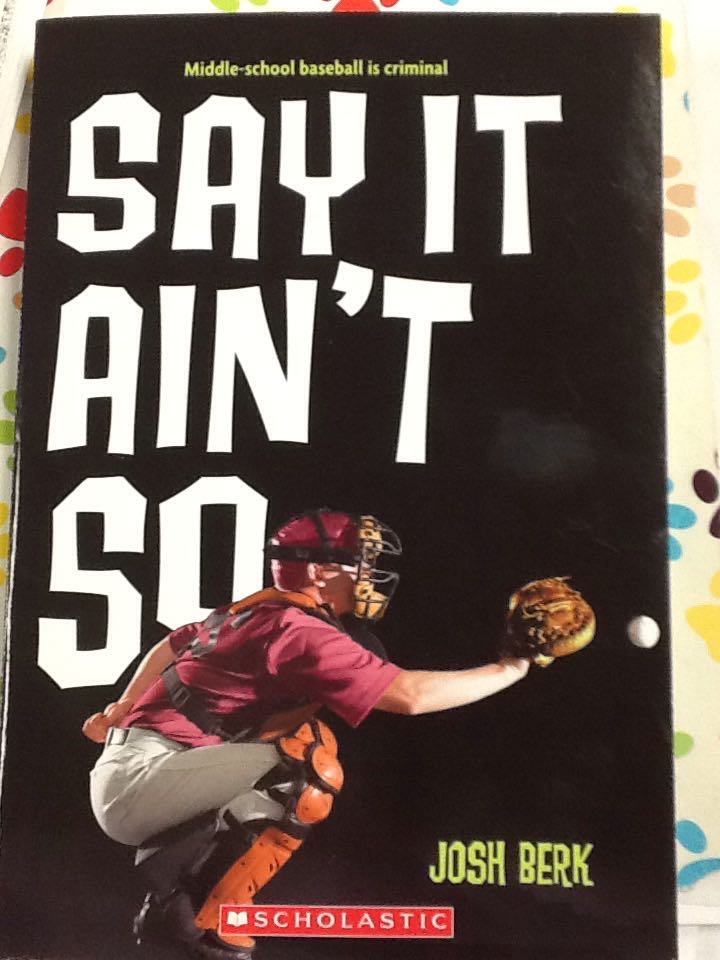 Middle-school baseball is criminal
SAY IT
AIN'T
SO
JOSH BERK
SCHOLASTIC